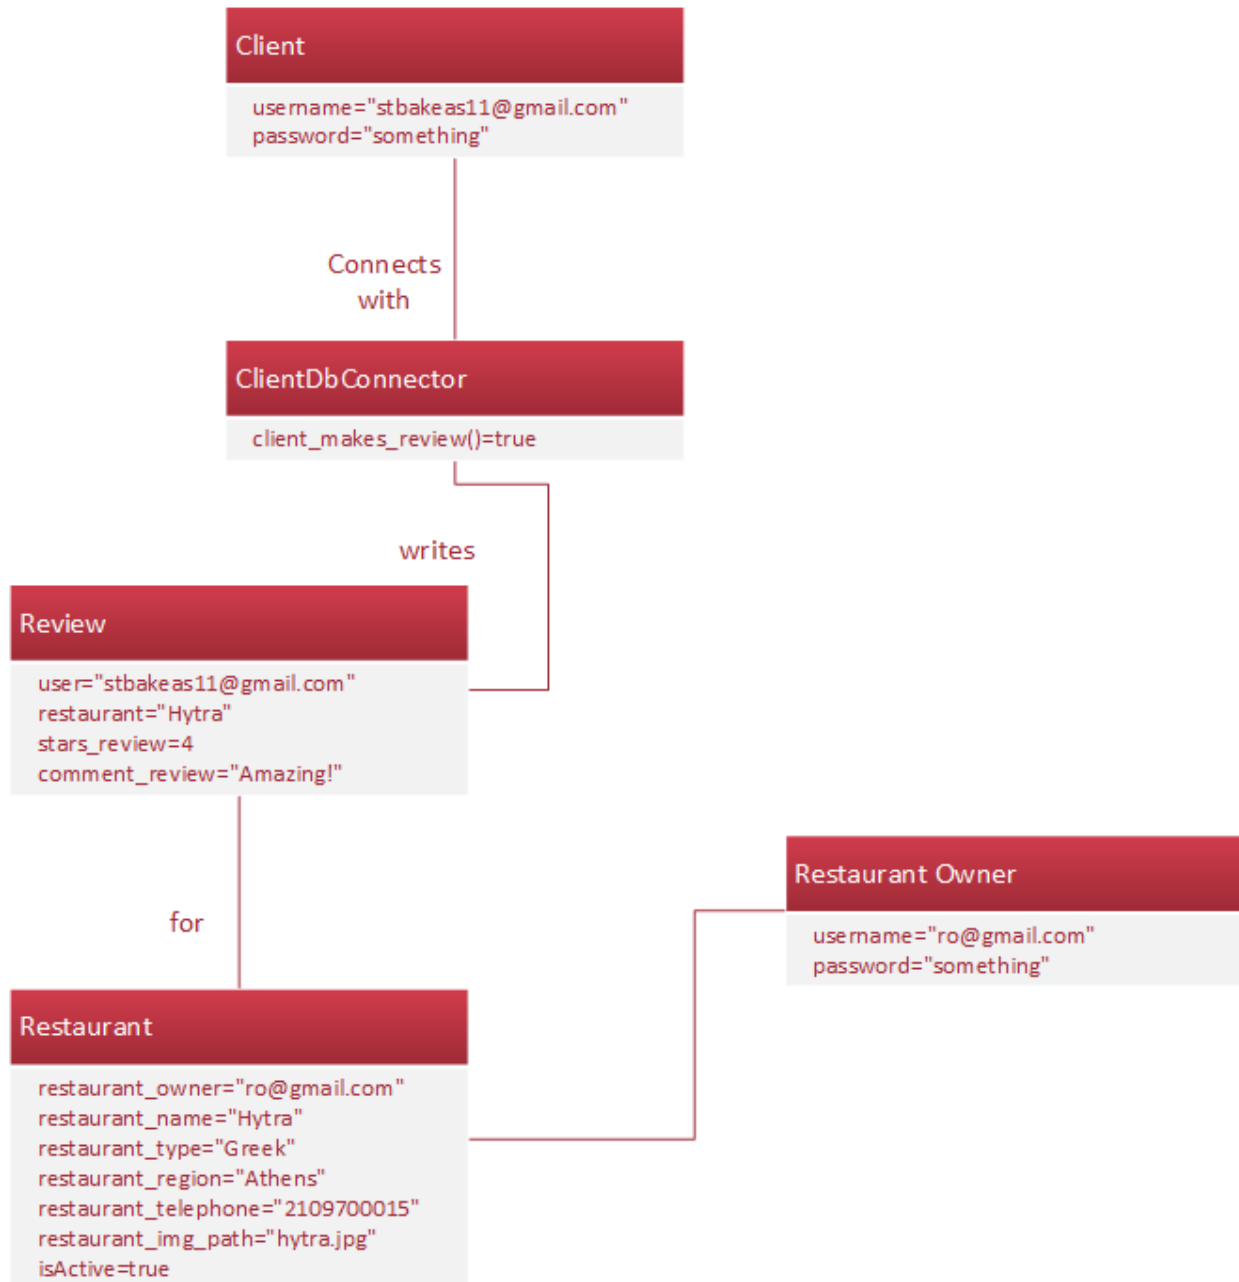 Client
username="stbakeas11@gmail.com"
password="something"
Connects
with
ClientDbConnector
client_makes_review()=true
writes
Review
user="stbakeas11@gmail.com"
restaurant="Hytra"
stars_review=4
comment_review="Amazing!"
for
Restaurant Owner
username="ro@gmail.com"
password="something"
Restaurant
restaurant_owner="ro@gmail.com"
restaurant_name="Hytra"
restaurant_type="Greek"
restaurant_region="Athens"
restaurant_telephone="2109700015"
restaurant_img_path="hytra.jpg"
isActive=true